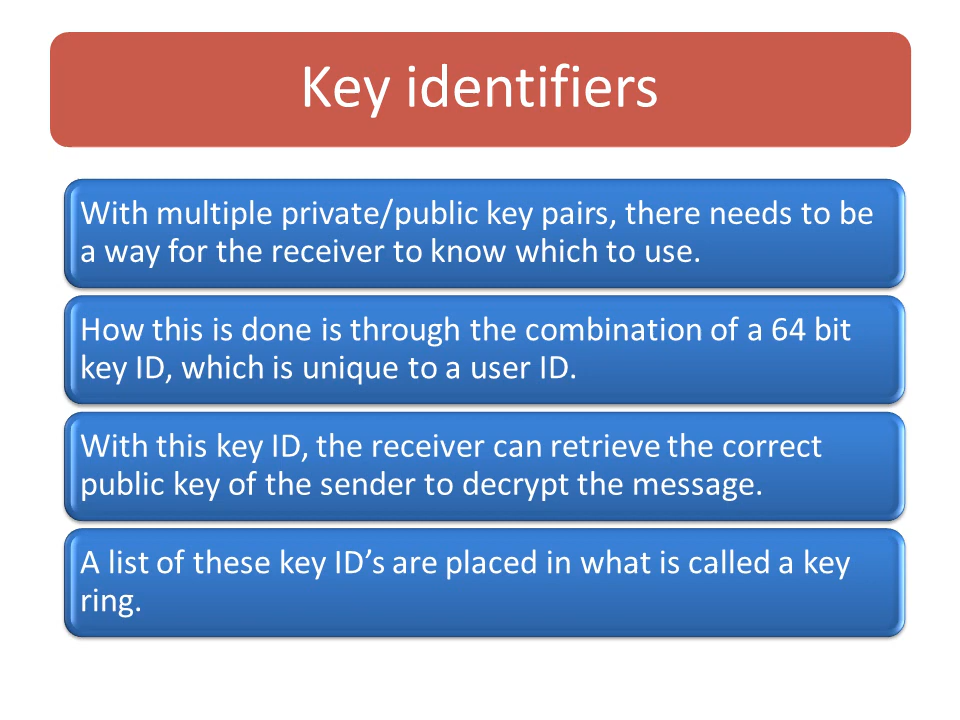 Key identifiers
With multiple private/public key pairs, there needs to be
a way for the receiver to know which to use.
How this is done is through the combination of a 64 bit
key ID, which is unique to a user ID.
With this key ID, the receiver can retrieve the correct
public key of the sender to decrypt the message.
A list of these key ID’s are placed in what is called a key
ring.